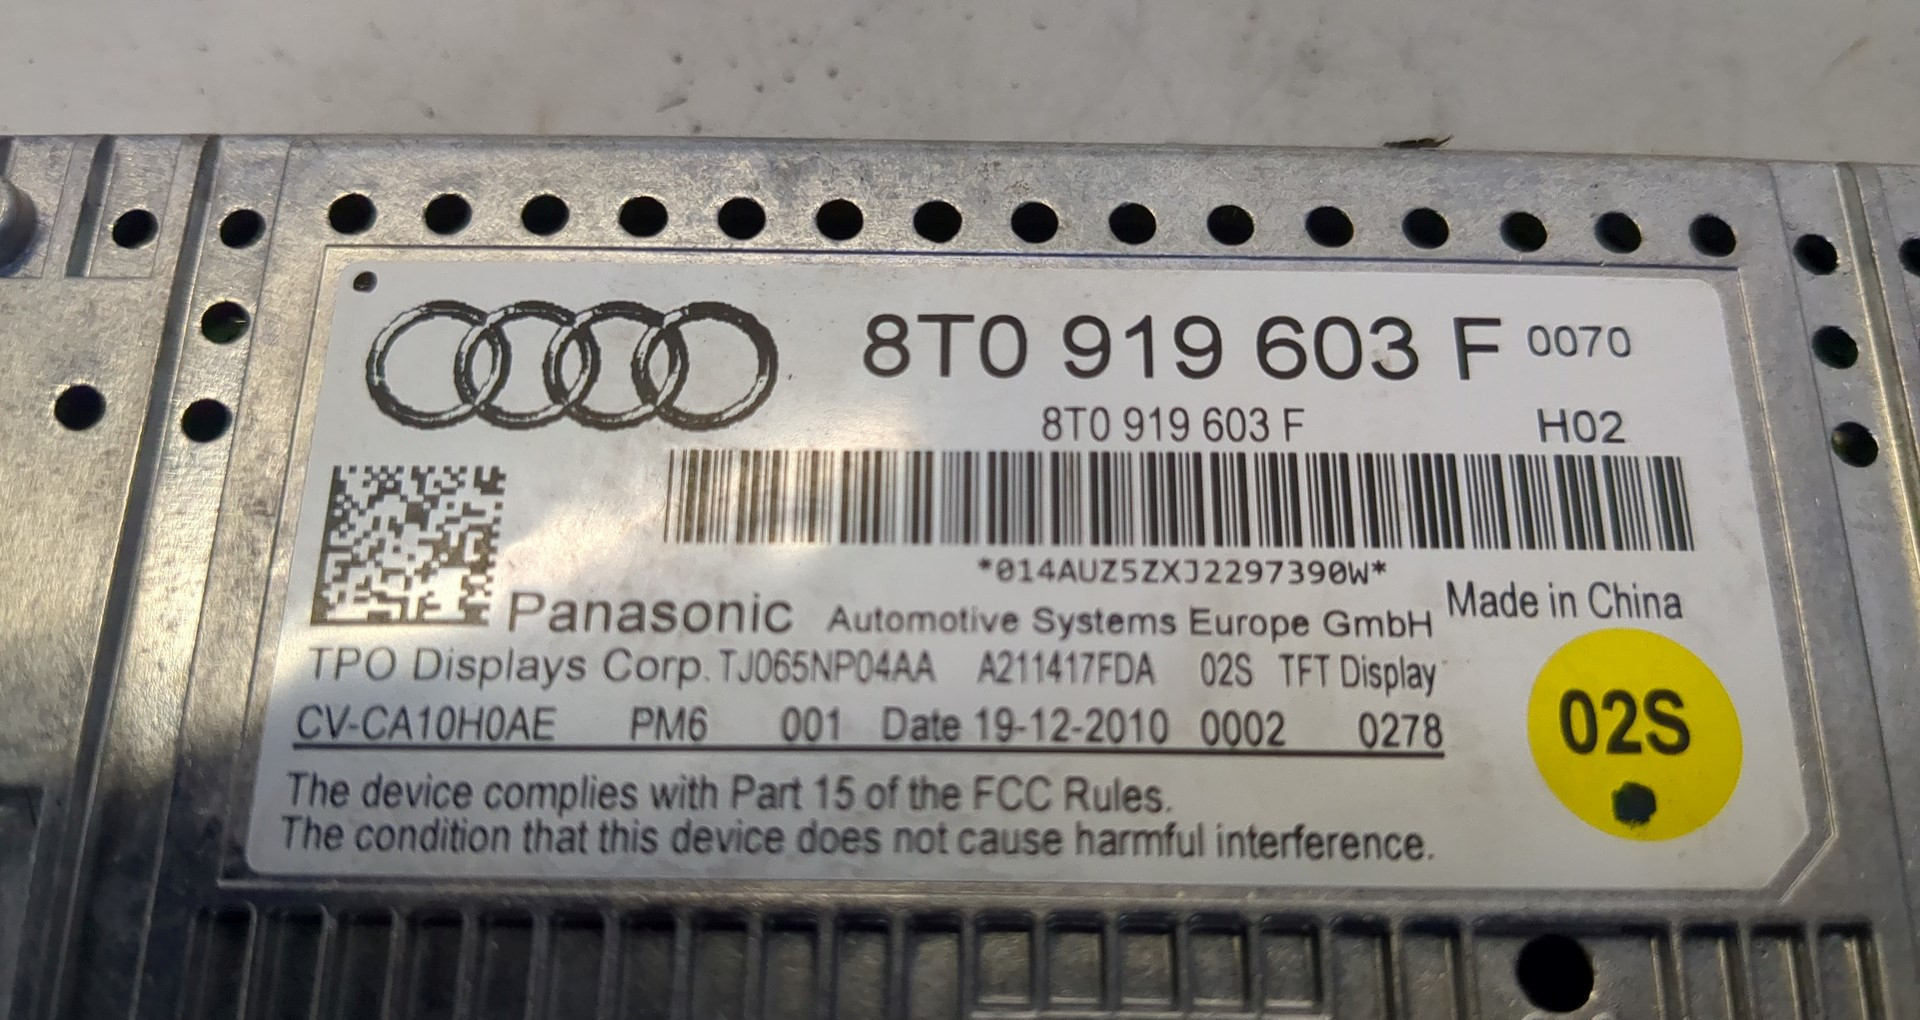 8T0 919 603 F 0070
8T0 919 603 F H02
*014AUZ5ZXJ2297390W*
Panasonic Automotive Systems Europe GmbH Made in China
TPO Displays Corp. TJ065NP04AA A211417FDA 02S TFT Display
CV-CA10H0AE PM6 001 Date 19-12-2010 0002 0278
02S
The device complies with Part 15 of the FCC Rules.
The condition that this device does not cause harmful interference.